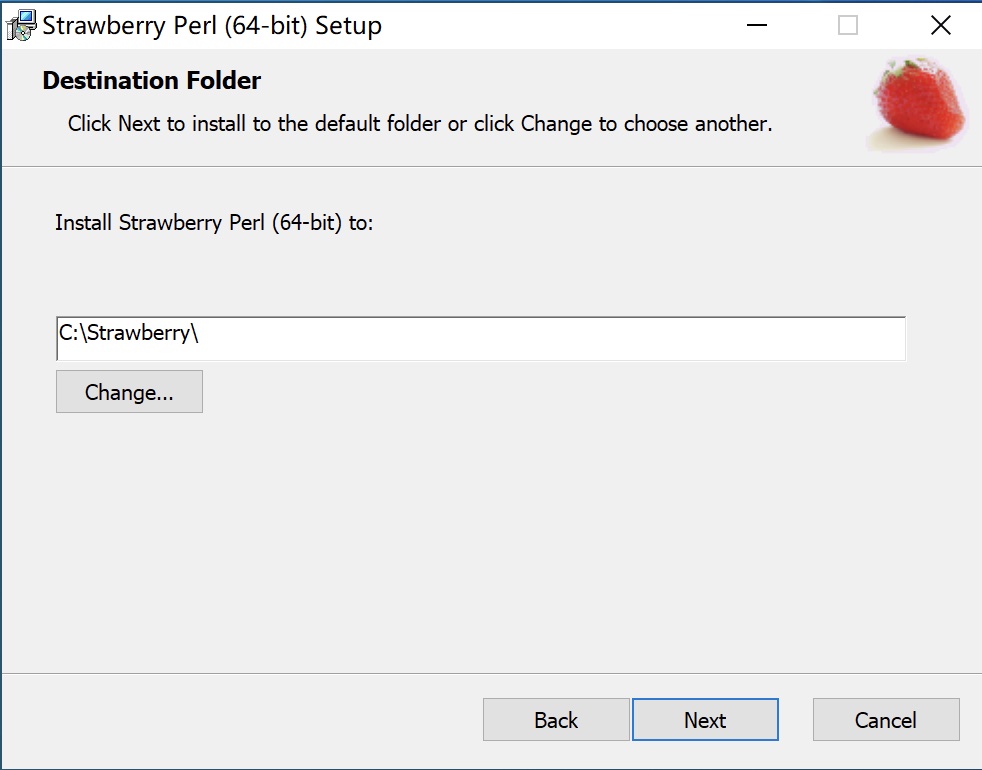 Strawberry Perl (64-bit) Setup
Destination Folder
Click Next to install to the default folder or click Change to choose another.
Install Strawberry Perl (64-bit) to:
C:\Strawberry\
Change...
Back Next Cancel